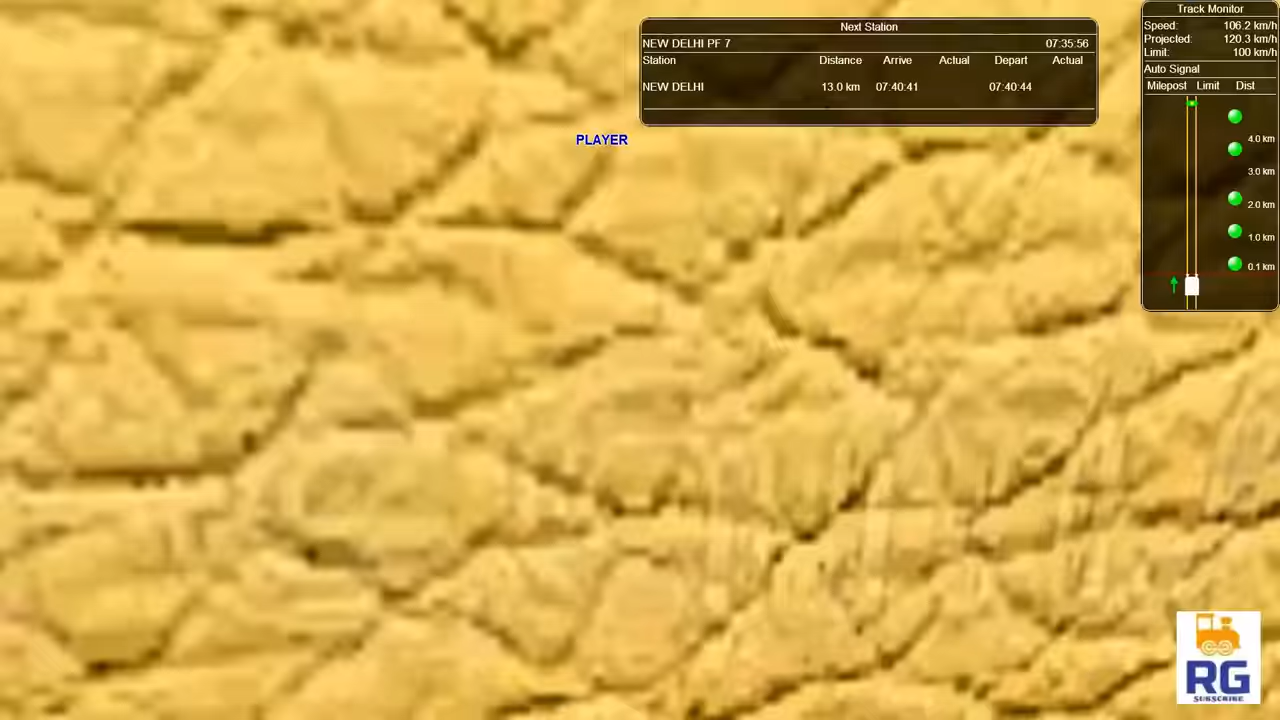 Next Station
NEW DELHI PF 7 07:35:56
Station Distance Arrive Actual Depart Actual
NEW DELHI 13.0 km 07:40:41 07:40:44
PLAYER
Track Monitor
Speed: 106.2 km/h
Projected: 120.3 km/h
Limit: 100 km/h
Auto Signal
Milepost Limit Dist
4.0 km
3.0 km
2.0 km
1.0 km
0.1 km
RG
SUBSCRIBE